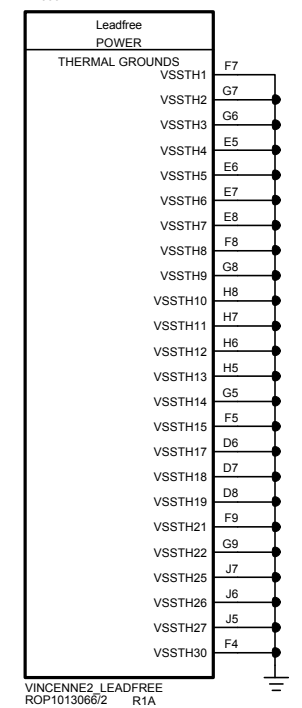 Leadfree
POWER
THERMAL GROUNDS
VSSTH1 F7
VSSTH2 G7
VSSTH3 G6
VSSTH4 E5
VSSTH5 E6
VSSTH6 E7
VSSTH7 E8
VSSTH8 F8
VSSTH9 G8
VSSTH10 H8
VSSTH11 H7
VSSTH12 H6
VSSTH13 H5
VSSTH14 G5
VSSTH15 F5
VSSTH17 D6
VSSTH18 D7
VSSTH19 D8
VSSTH21 F9
VSSTH22 G9
VSSTH25 J7
VSSTH26 J6
VSSTH27 J5
VSSTH30 F4
VINCENNE2_LEADFREE
ROP1013066/2 R1A